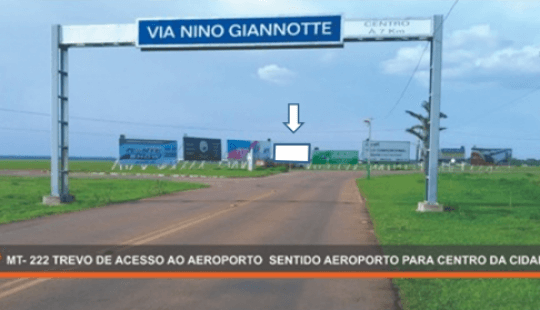 VIA NINO GIANNOTTE
CENTRO
A 7 Km
MT- 222 TREVO DE ACESSO AO AEROPORTO SENTIDO AEROPORTO PARA CENTRO DA CIDA